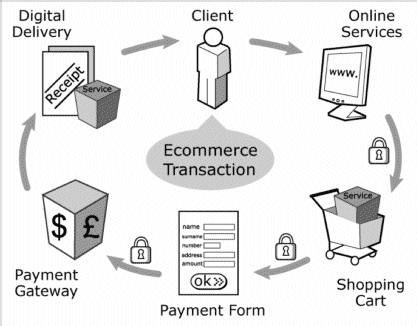 Digital
Delivery
Client
Online
Services
Receipt
Service
www.
Ecommerce
Transaction
Service
$ £
name
surname
number
address
amount
ok>>
Payment
Gateway
Payment Form
Shopping
Cart